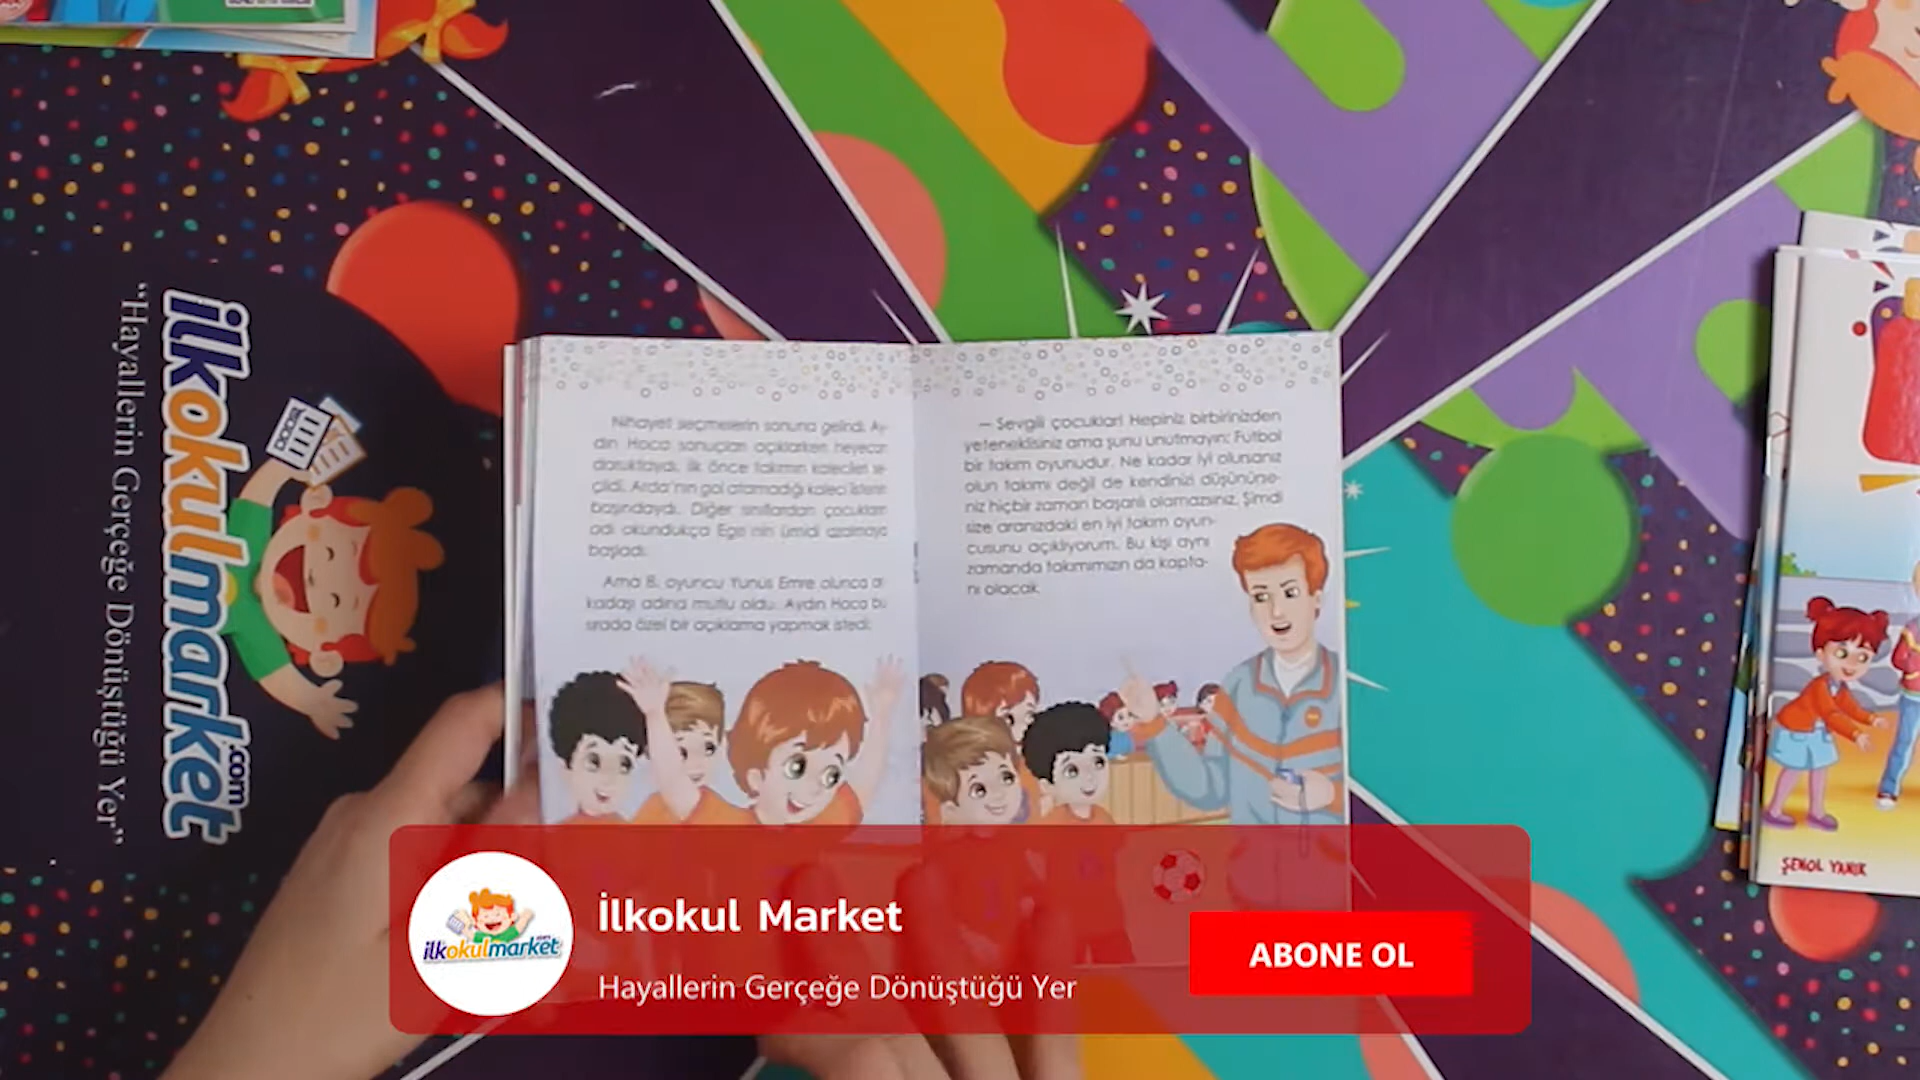 "Hayallerin Gerçeğe Dönüştüğü Yer"
ilkokulmarket
.com
Nihayet seçmelerin sonuna gelindi. Ay-
dın Hoca sonuçları açıklarken heyecan
doruktaydı. İlk önce takımın kalecileri se-
çildi. Arda'nın gol atamadığı kaleci listenin
başındaydı. Diğer sınıflardan çocukların
adı okundukça Ege'nin ümidi azalmaya
başladı.
Ama 8. oyuncu Yunus Emre olunca ar-
kadaşı adına mutlu oldu. Aydın Hoca bu
sırada özel bir açıklama yapmak istedi:
— Sevgili çocuklar! Hepiniz birbirinizden
yeteneklisiniz ama şunu unutmayın: Futbol
bir takım oyunudur. Ne kadar iyi olursanız
olun takımı değil de kendinizi düşünürse-
niz hiçbir zaman başarılı olamazsınız. Şimdi
size aranızdaki en iyi takım oyun-
cusunu açıklıyorum. Bu kişi aynı
zamanda takımımızın da kapta-
nı olacak.
ŞENOL YANIK
ilkokulmarket
İlkokul Market
Hayallerin Gerçeğe Dönüştüğü Yer
ABONE OL